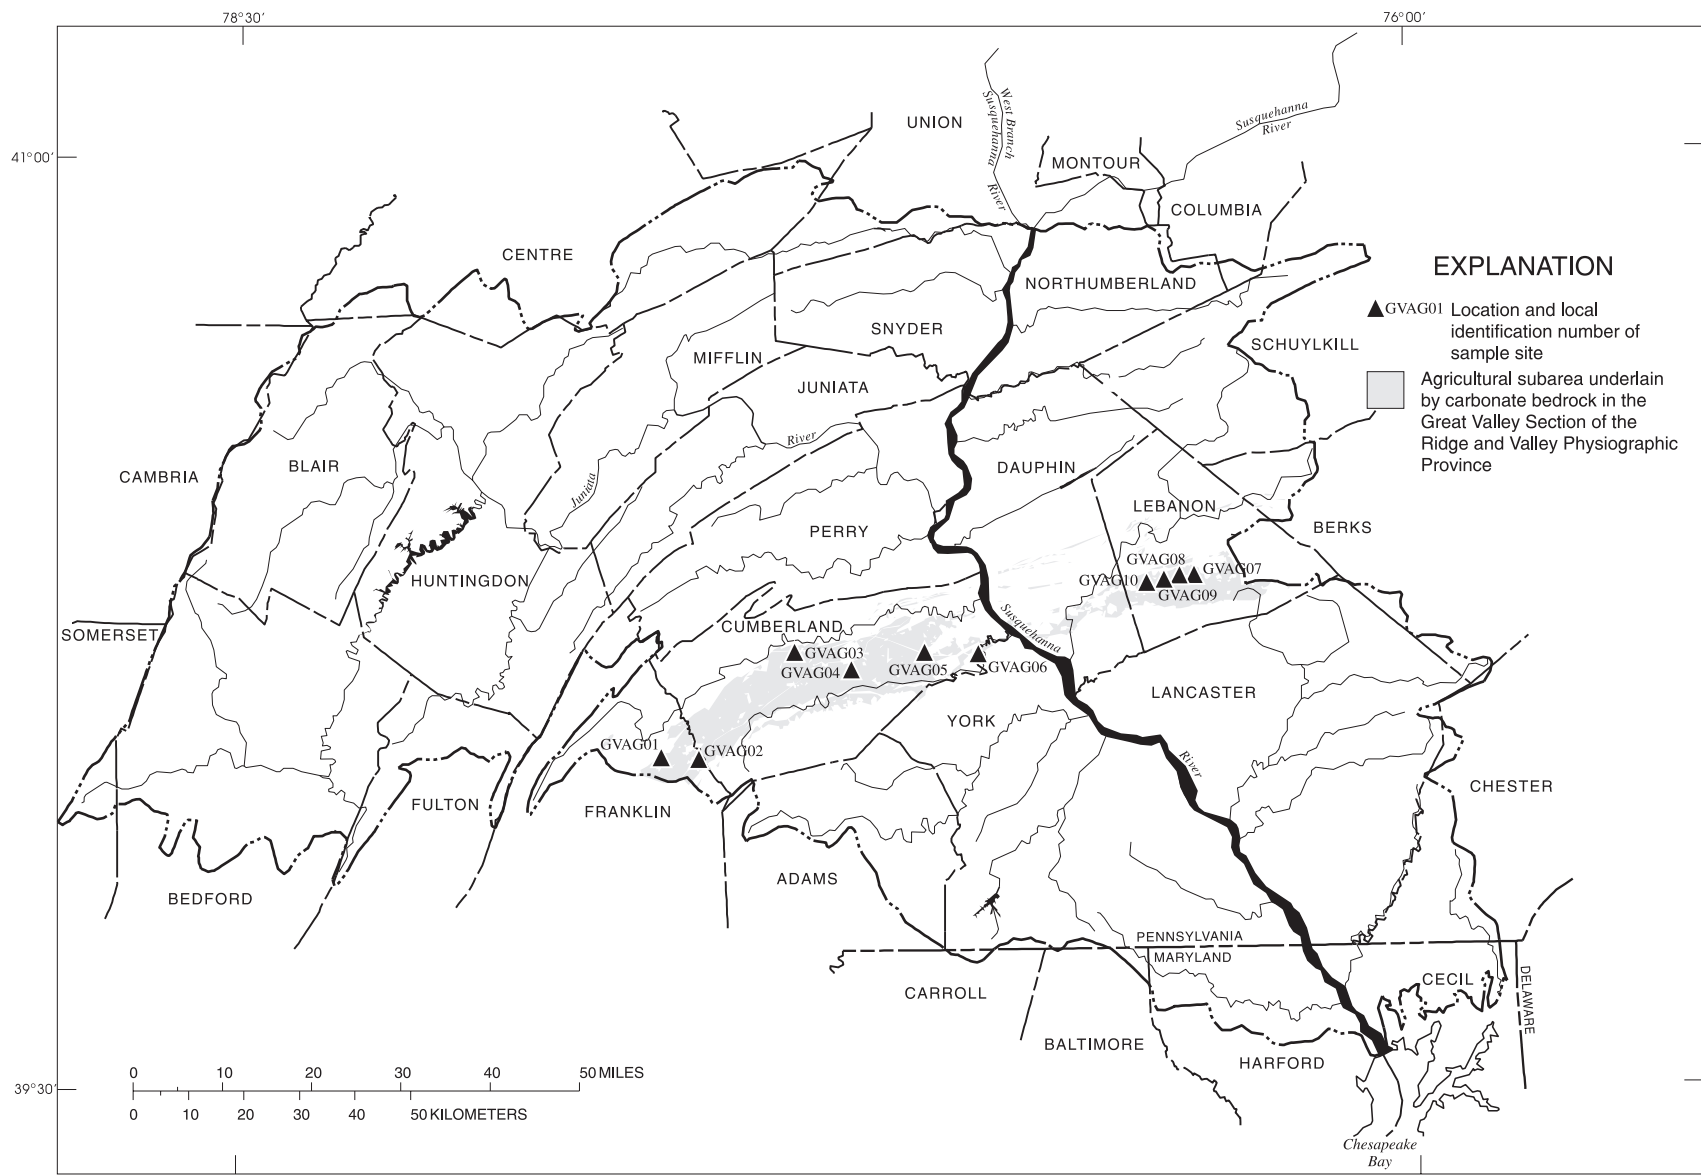 78°30'
76°00'
41°00'
39°30'
UNION
West Branch
Susquehanna
River
Susquehanna
River
MONTOUR
COLUMBIA
CENTRE
NORTHUMBERLAND
SNYDER
MIFFLIN
JUNIATA
SCHUYLKILL
EXPLANATION
GVAG01 Location and local
identification number of
sample site
Agricultural subarea underlain
by carbonate bedrock in the
Great Valley Section of the
Ridge and Valley Physiographic
Province
CAMBRIA
BLAIR
Juniata
River
DAUPHIN
LEBANON
BERKS
PERRY
HUNTINGDON
GVAG08
GVAG10
GVAG07
GVAG09
SOMERSET
CUMBERLAND
Susquehanna
River
GVAG03
GVAG04
GVAG05
GVAG06
LANCASTER
YORK
GVAG01
GVAG02
FULTON
FRANKLIN
CHESTER
BEDFORD
ADAMS
PENNSYLVANIA
MARYLAND
CARROLL
CECIL
DELAWARE
BALTIMORE
HARFORD
0 10 20 30 40 50 MILES
0 10 20 30 40 50 KILOMETERS
Chesapeake
Bay